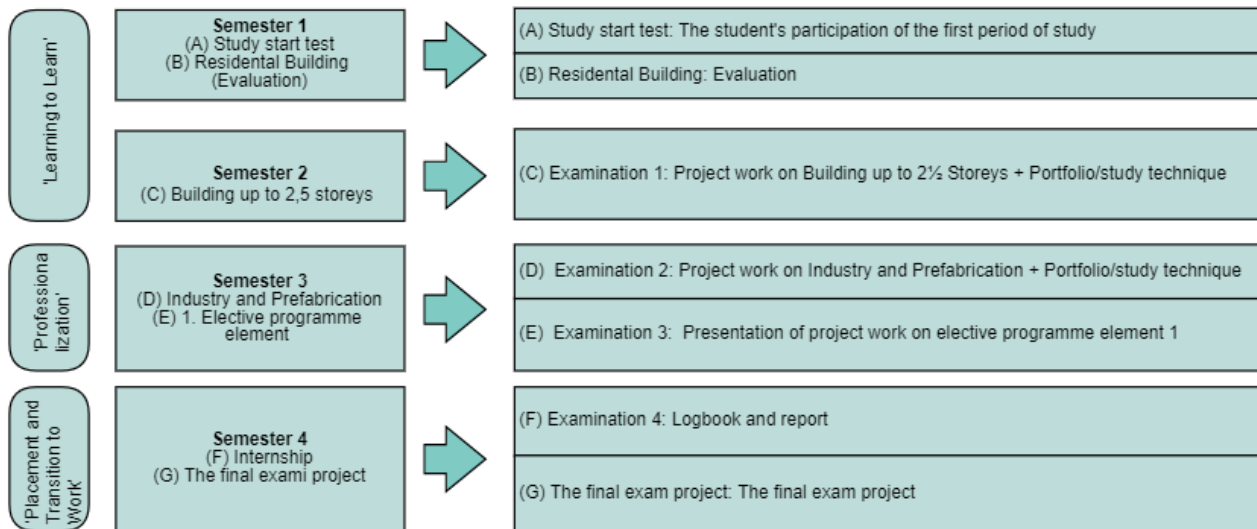 'Learning to Learn'
Semester 1
(A) Study start test
(B) Residental Building
(Evaluation)
(A) Study start test: The student's participation of the first period of study
(B) Residental Building: Evaluation
Semester 2
(C) Building up to 2,5 storeys
(C) Examination 1: Project work on Building up to 2½ Storeys + Portfolio/study technique
'Professiona
lization'
Semester 3
(D) Industry and Prefabrication
(E) 1. Elective programme
element
(D) Examination 2: Project work on Industry and Prefabrication + Portfolio/study technique
(E) Examination 3: Presentation of project work on elective programme element 1
'Placement and
Transition to
Work'
Semester 4
(F) Internship
(G) The final exami project
(F) Examination 4: Logbook and report
(G) The final exam project: The final exam project